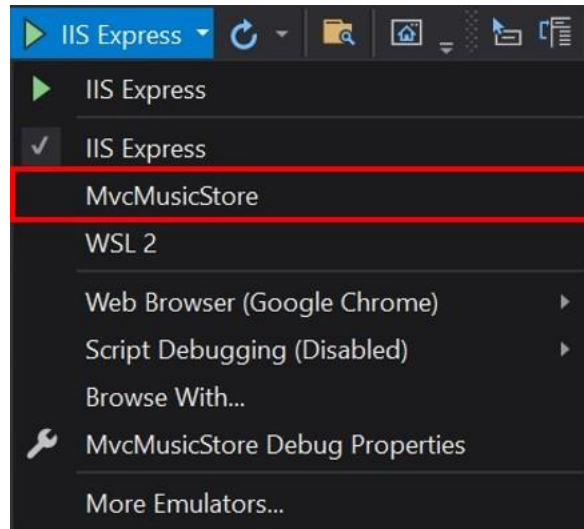 IIS Express
IIS Express
IIS Express
MvcMusicStore
WSL 2
Web Browser (Google Chrome)
Script Debugging (Disabled)
Browse With...
MvcMusicStore Debug Properties
More Emulators...